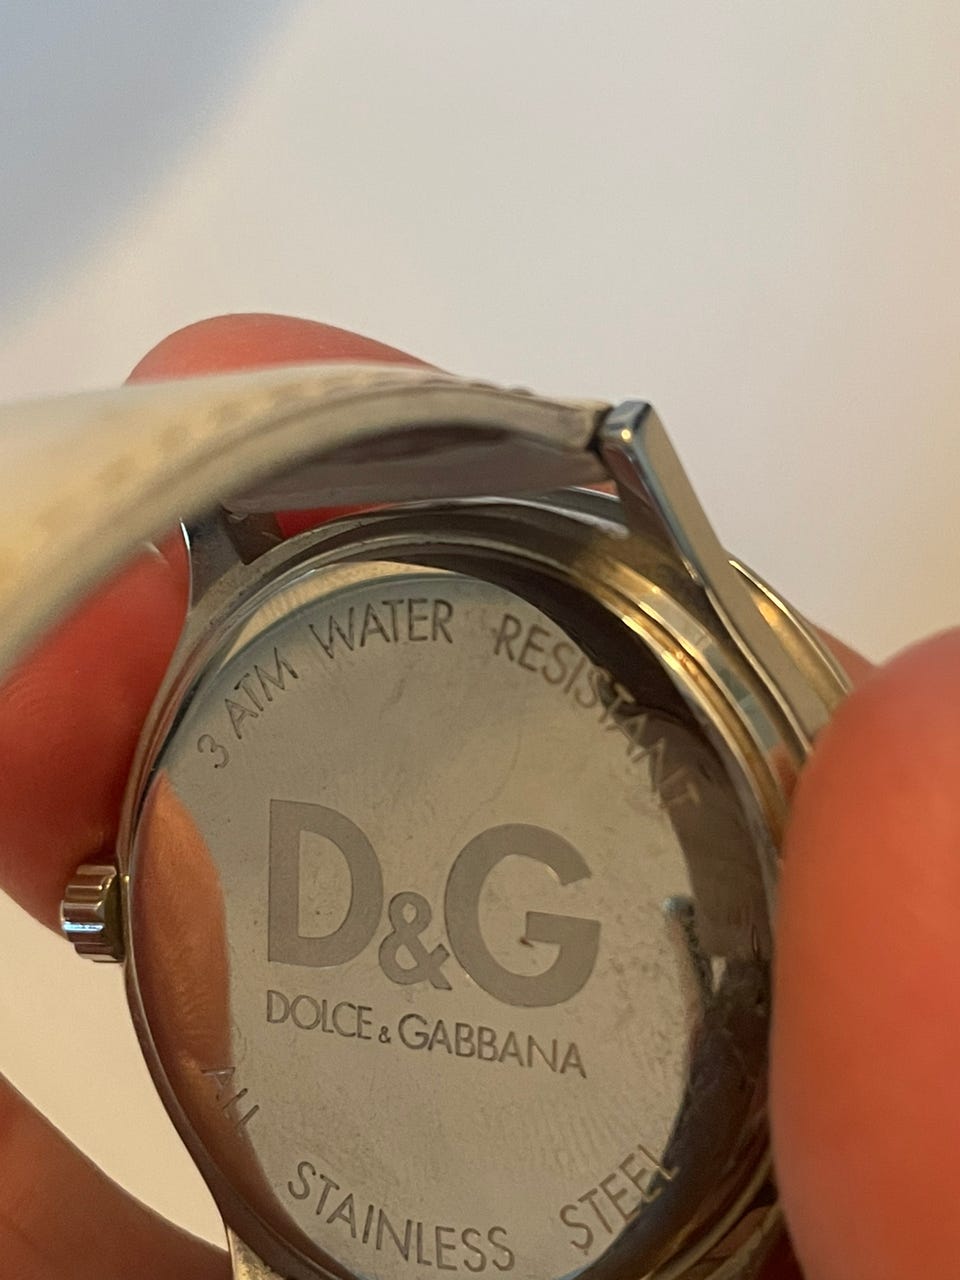 3 ATM WATER RESISTANT
D&G
DOLCE & GABBANA
ALL STAINLESS STEEL